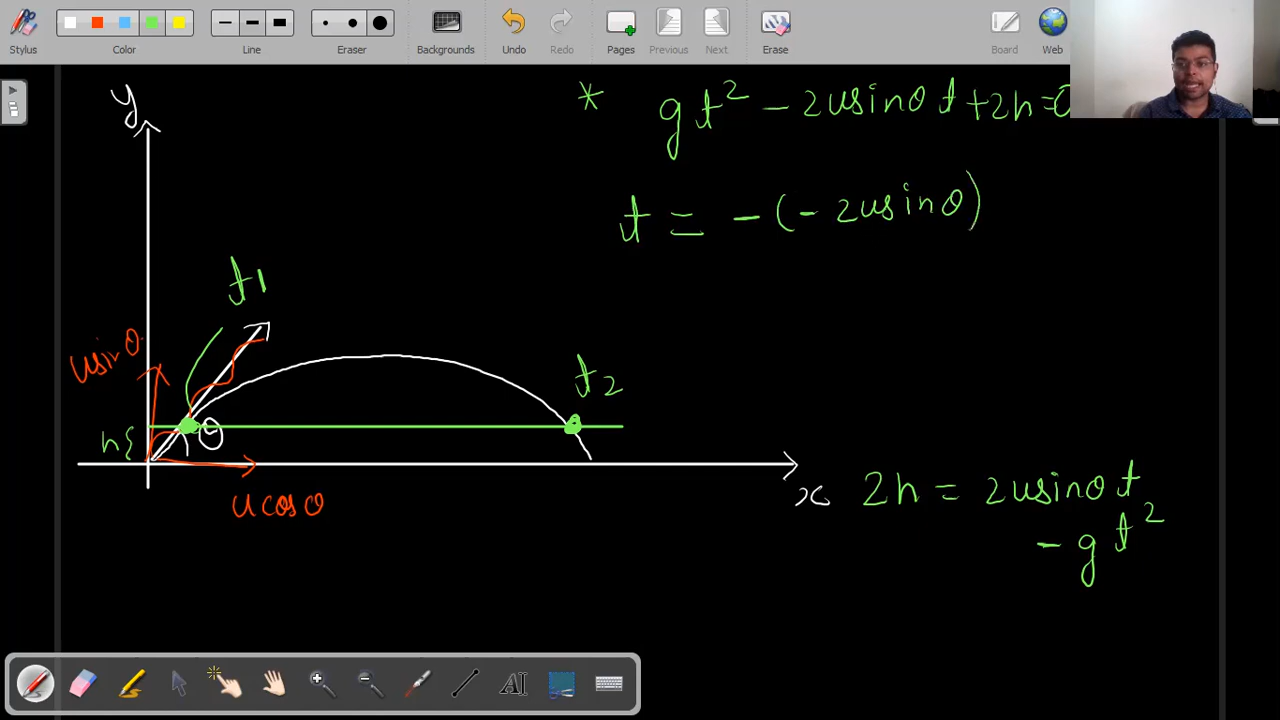 Stylus
Color
Line
Eraser
Backgrounds
Undo
Redo
Pages
Previous
Next
Erase
Board
Web
y
* gt² - 2usinθ t + 2h = 0
t = -(-2usinθ)
t1
usinθ
t2
h{
θ
ucosθ
x
2h = 2usinθ t
- gt²
AI